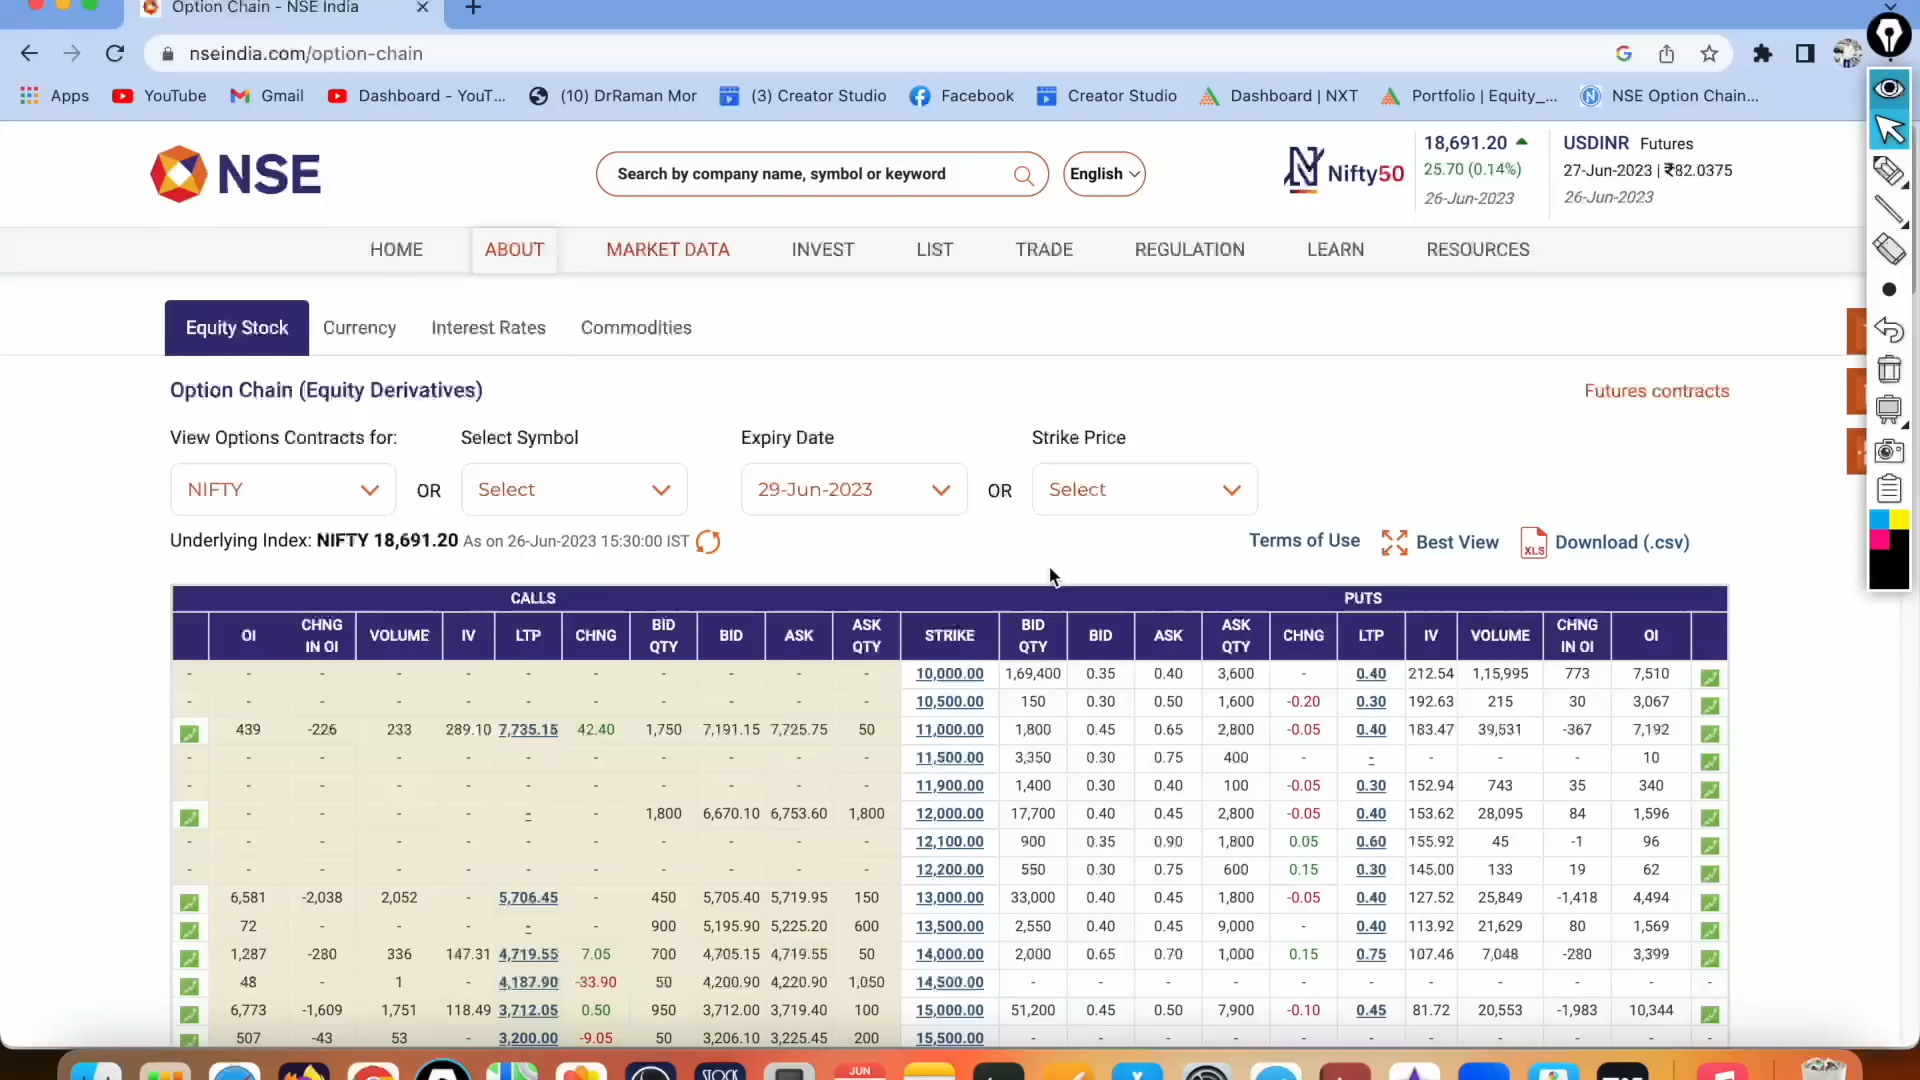 Option Chain - NSE India
nseindia.com/option-chain
Apps YouTube Gmail Dashboard - YouT... (10) DrRaman Mor (3) Creator Studio Facebook Creator Studio Dashboard | NXT Portfolio | Equity_... NSE Option Chain...
NSE
Search by company name, symbol or keyword
English
Nifty50
18,691.20
25.70 (0.14%)
26-Jun-2023
USDINR Futures
27-Jun-2023 | ₹82.0375
26-Jun-2023
HOME ABOUT MARKET DATA INVEST LIST TRADE REGULATION LEARN RESOURCES
Equity Stock Currency Interest Rates Commodities
Option Chain (Equity Derivatives) Futures contracts
View Options Contracts for: Select Symbol Expiry Date Strike Price
NIFTY OR Select 29-Jun-2023 OR Select
Underlying Index: NIFTY 18,691.20 As on 26-Jun-2023 15:30:00 IST Terms of Use Best View XLS Download (.csv)
CALLS PUTS
OI CHNG IN OI VOLUME IV LTP CHNG BID QTY BID ASK ASK QTY STRIKE BID QTY BID ASK ASK QTY CHNG LTP IV VOLUME CHNG IN OI OI
- - - - - - - - - - - 10,000.00 1,69,400 0.35 0.40 3,600 - 0.40 212.54 1,15,995 773 7,510
- - - - - - - - - - - 10,500.00 150 0.30 0.50 1,600 -0.20 0.30 192.63 215 30 3,067
439 -226 233 289.10 7,735.15 42.40 1,750 7,191.15 7,725.75 50 11,000.00 1,800 0.45 0.65 2,800 -0.05 0.40 183.47 39,531 -367 7,192
- - - - - - - - - - - 11,500.00 3,350 0.30 0.75 400 - - - - - 10
- - - - - - - - - - - 11,900.00 1,400 0.30 0.40 100 -0.05 0.30 152.94 743 35 340
- - - - - - 1,800 6,670.10 6,753.60 1,800 12,000.00 17,700 0.40 0.45 2,800 -0.05 0.40 153.62 28,095 84 1,596
- - - - - - - - - - - 12,100.00 900 0.35 0.90 1,800 0.05 0.60 155.92 45 -1 96
- - - - - - - - - - - 12,200.00 550 0.30 0.75 600 0.15 0.30 145.00 133 19 62
6,581 -2,038 2,052 - 5,706.45 - 450 5,705.40 5,719.95 150 13,000.00 33,000 0.40 0.45 1,800 -0.05 0.40 127.52 25,849 -1,418 4,494
72 - - - - - 900 5,195.90 5,225.20 600 13,500.00 2,550 0.40 0.45 9,000 - 0.40 113.92 21,629 80 1,569
1,287 -280 336 147.31 4,719.55 7.05 700 4,705.15 4,719.55 50 14,000.00 2,000 0.65 0.70 1,000 0.15 0.75 107.46 7,048 -280 3,399
48 - 1 - 4,187.90 -33.90 50 4,200.90 4,220.90 1,050 14,500.00 - - - - - - - - - - -
6,773 -1,609 1,751 118.49 3,712.05 0.50 950 3,712.00 3,719.40 100 15,000.00 51,200 0.45 0.50 7,900 -0.10 0.45 81.72 20,553 -1,983 10,344
507 -43 53 - 3,200.00 -9.05 50 3,206.10 3,225.45 200 15,500.00 - - - - - - - - - - -
JUN
STOCK